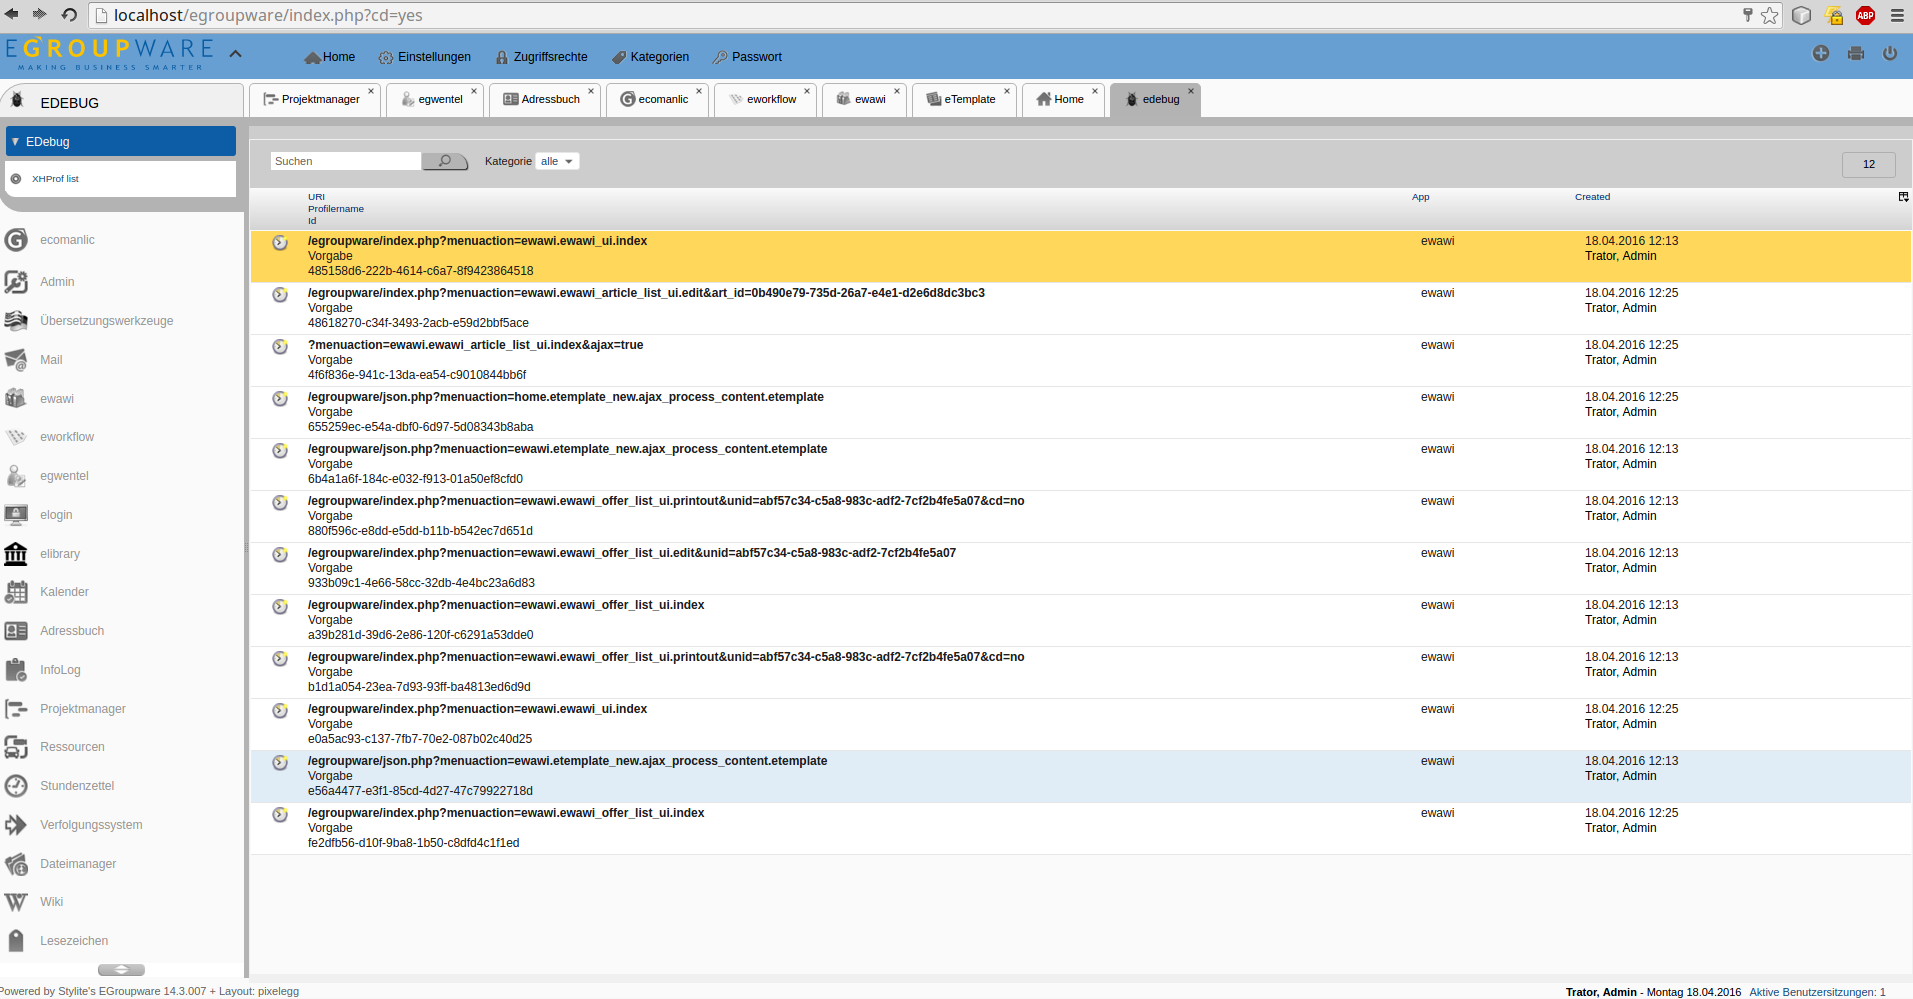 localhost/egroupware/index.php?cd=yes
ABP
EGROUPWARE
MAKING BUSINESS SMARTER
Home
Einstellungen
Zugriffsrechte
Kategorien
Passwort
EDEBUG
Projektmanager
egwentel
Adressbuch
ecomanlic
eworkflow
ewawi
eTemplate
Home
edebug
EDebug
XHProf list
ecomanlic
Admin
Übersetzungswerkzeuge
Mail
ewawi
eworkflow
egwentel
elogin
elibrary
Kalender
Adressbuch
InfoLog
Projektmanager
Ressourcen
Stundenzettel
Verfolgungssystem
Dateimanager
Wiki
Lesezeichen
Suchen
Kategorie alle
12
URI
Profilername
Id
App
Created
/egroupware/index.php?menuaction=ewawi.ewawi_ui.index ewawi 18.04.2016 12:13
Vorgabe Trator, Admin
485158d6-222b-4614-c6a7-8f9423864518
/egroupware/index.php?menuaction=ewawi.ewawi_article_list_ui.edit&art_id=0b490e79-735d-26a7-e4e1-d2e6d8dc3bc3 ewawi 18.04.2016 12:25
Vorgabe Trator, Admin
48618270-c34f-3493-2acb-e59d2bbf5ace
?menuaction=ewawi.ewawi_article_list_ui.index&ajax=true ewawi 18.04.2016 12:25
Vorgabe Trator, Admin
4f6f836e-941c-13da-ea54-c9010844bb6f
/egroupware/json.php?menuaction=home.etemplate_new.ajax_process_content.etemplate ewawi 18.04.2016 12:25
Vorgabe Trator, Admin
655259ec-e54a-dbf0-6d97-5d08343b8aba
/egroupware/json.php?menuaction=ewawi.etemplate_new.ajax_process_content.etemplate ewawi 18.04.2016 12:13
Vorgabe Trator, Admin
6b4a1a6f-184c-e032-f913-01a50ef8cfd0
/egroupware/index.php?menuaction=ewawi.ewawi_offer_list_ui.printout&unid=abf57c34-c5a8-983c-adf2-7cf2b4fe5a07&cd=no ewawi 18.04.2016 12:13
Vorgabe Trator, Admin
880f596c-e8dd-e5dd-b11b-b542ec7d651d
/egroupware/index.php?menuaction=ewawi.ewawi_offer_list_ui.edit&unid=abf57c34-c5a8-983c-adf2-7cf2b4fe5a07 ewawi 18.04.2016 12:13
Vorgabe Trator, Admin
933b09c1-4e66-58cc-32db-4e4bc23a6d83
/egroupware/index.php?menuaction=ewawi.ewawi_offer_list_ui.index ewawi 18.04.2016 12:13
Vorgabe Trator, Admin
a39b281d-39d6-2e86-120f-c6291a53dde0
/egroupware/index.php?menuaction=ewawi.ewawi_offer_list_ui.printout&unid=abf57c34-c5a8-983c-adf2-7cf2b4fe5a07&cd=no ewawi 18.04.2016 12:13
Vorgabe Trator, Admin
b1d1a054-23ea-7d93-93ff-ba4813ed6d9d
/egroupware/index.php?menuaction=ewawi.ewawi_ui.index ewawi 18.04.2016 12:25
Vorgabe Trator, Admin
e0a5ac93-c137-7fb7-70e2-087b02c40d25
/egroupware/json.php?menuaction=ewawi.etemplate_new.ajax_process_content.etemplate ewawi 18.04.2016 12:13
Vorgabe Trator, Admin
e56a4477-e3f1-85cd-4d27-47c79922718d
/egroupware/index.php?menuaction=ewawi.ewawi_offer_list_ui.index ewawi 18.04.2016 12:25
Vorgabe Trator, Admin
fe2dfb56-d10f-9ba8-1b50-c8dfd4c1f1ed
Powered by Stylite's EGroupware 14.3.007 + Layout: pixelegg
Trator, Admin - Montag 18.04.2016 Aktive Benutzersitzungen: 1